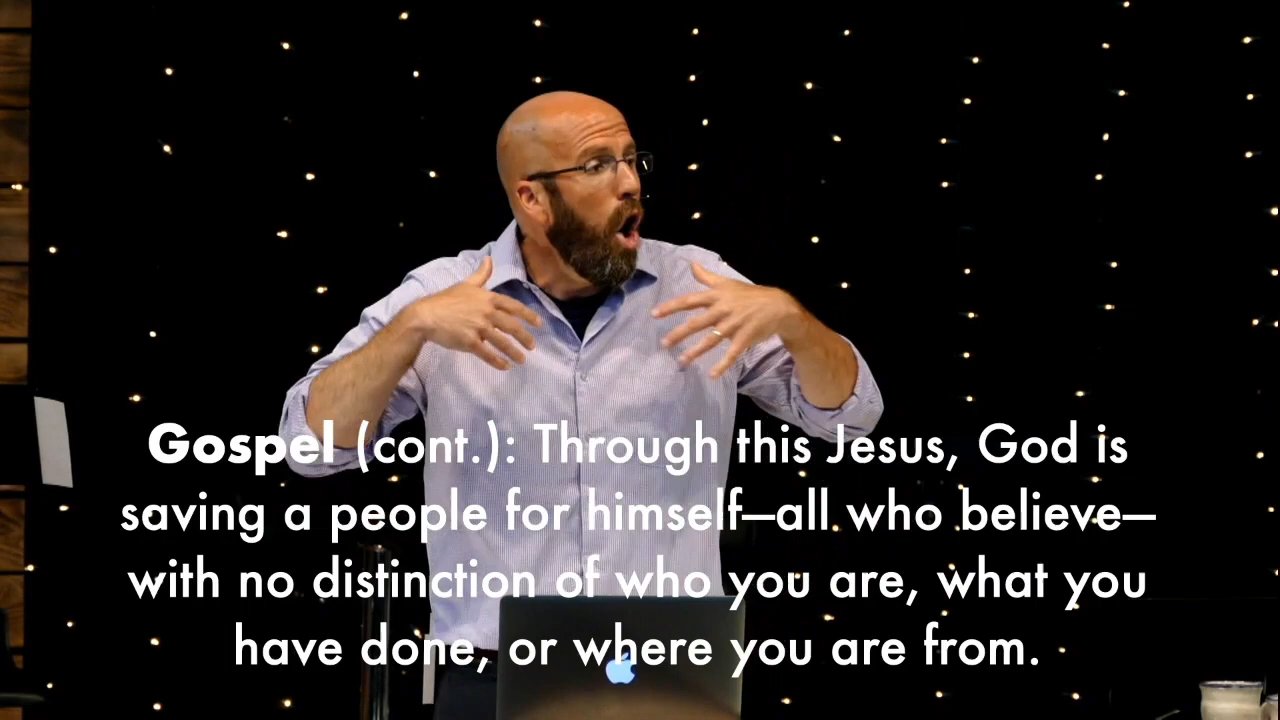 Gospel (cont.): Through this Jesus, God is
saving a people for himself—all who believe—
with no distinction of who you are, what you
have done, or where you are from.